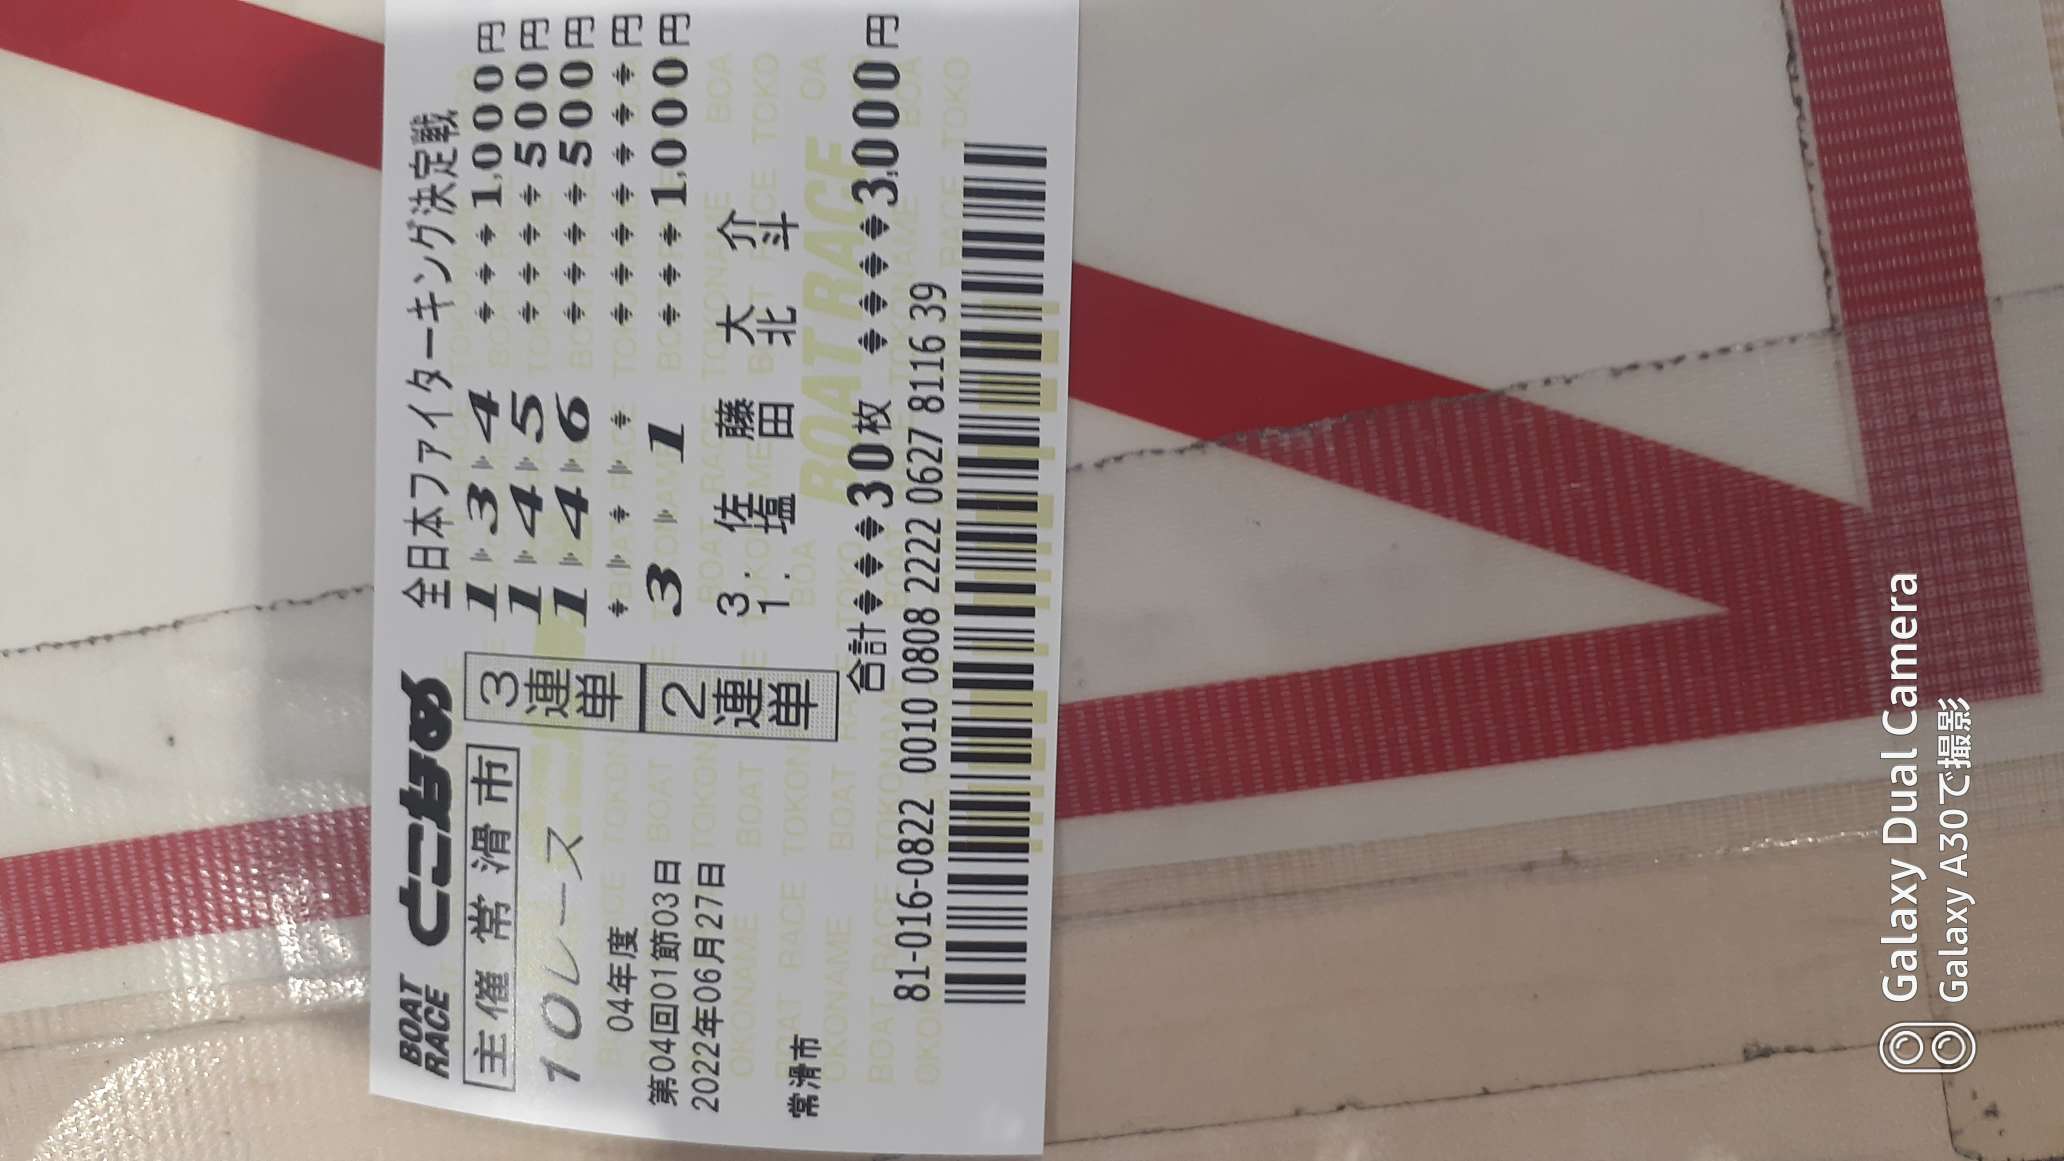 BOAT RACE とこなめ 全日本ファイターキング決定戦
主催 常滑市
10レース
04年度
第04回01節03日
2022年06月27日
常滑市
3連単
1 3 4 1,000円
1 4 5 500円
1 4 6 500円
円
2連単
3 1 1,000円
3. 佐藤 大介
1. 塩田 北斗
合計 30枚 3,000円
81-016-0822 0010 0808 2222 0627 8116 39
Galaxy Dual Camera
Galaxy A30で撮影